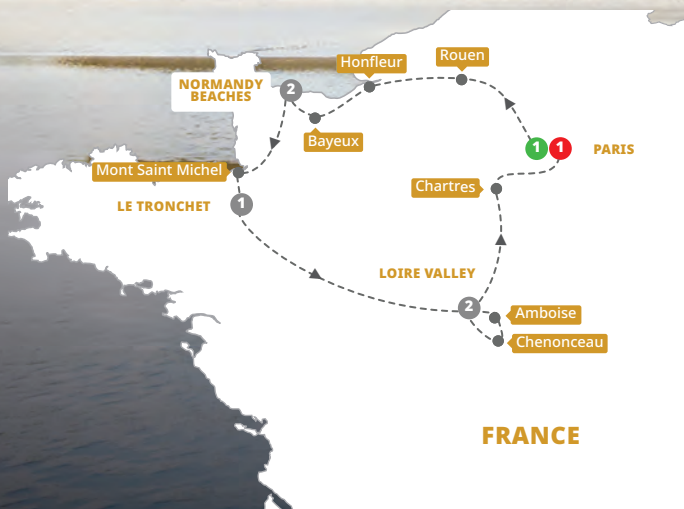 Honfleur
Rouen
NORMANDY
BEACHES
2
Bayeux
1
1
PARIS
Mont Saint Michel
Chartres
LE TRONCHET
1
LOIRE VALLEY
2
Amboise
Chenonceau
FRANCE